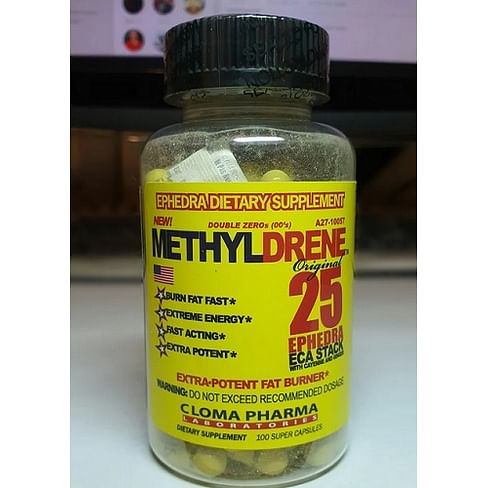 EPHEDRA DIETARY SUPPLEMENT
NEW!
DOUBLE ZEROs (00's)
A27-1005T
METHYLDRENE
Original
25
EPHEDRA
ECA STACK
BURN FAT FAST*
EXTREME ENERGY*
FAST ACTING*
EXTRA POTENT*
EXTRA-POTENT FAT BURNER*
WARNING: DO NOT EXCEED RECOMMENDED DOSAGE
CLOMA PHARMA
LABORATORIES
DIETARY SUPPLEMENT 100 SUPER CAPSULES